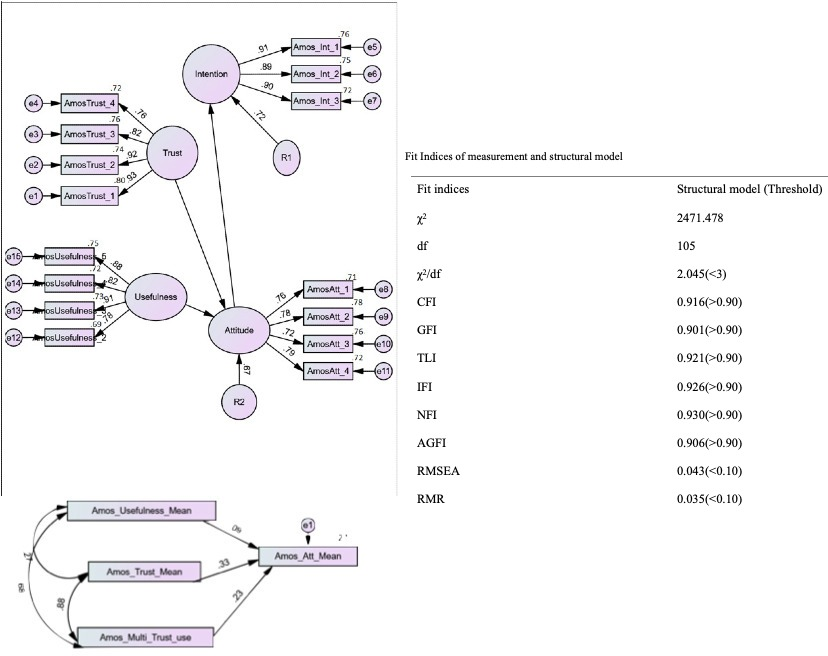 .76
.91
Amos_Int_1
e5
.75
Intention
.89
Amos_Int_2
e6
.72
.90
Amos_Int_3
e7
.72
R1
.72
e4
AmosTrust_4
.76
.76
e3
AmosTrust_3
.82
Trust
.74
e2
AmosTrust_2
.92
.80
.93
e1
AmosTrust_1
.75
e15
.88
e14
.82
e13
.73
.91
Usefulness
e12
.69
.78
.71
.76
AmosAtt_1
e8
.78
.78
AmosAtt_2
e9
Attitude
.76
.72
AmosAtt_3
e10
.72
.79
AmosAtt_4
e11
.67
R2
Fit Indices of measurement and structural model
Fit indices Structural model (Threshold)
χ² 2471.478
df 105
χ²/df 2.045(<3)
CFI 0.916(>0.90)
GFI 0.901(>0.90)
TLI 0.921(>0.90)
IFI 0.926(>0.90)
NFI 0.930(>0.90)
AGFI 0.906(>0.90)
RMSEA 0.043(<0.10)
RMR 0.035(<0.10)
Amos_Usefulness_Mean
e1
Amos_Att_Mean
Amos_Trust_Mean
.33
.88
.23
Amos_Multi_Trust_use